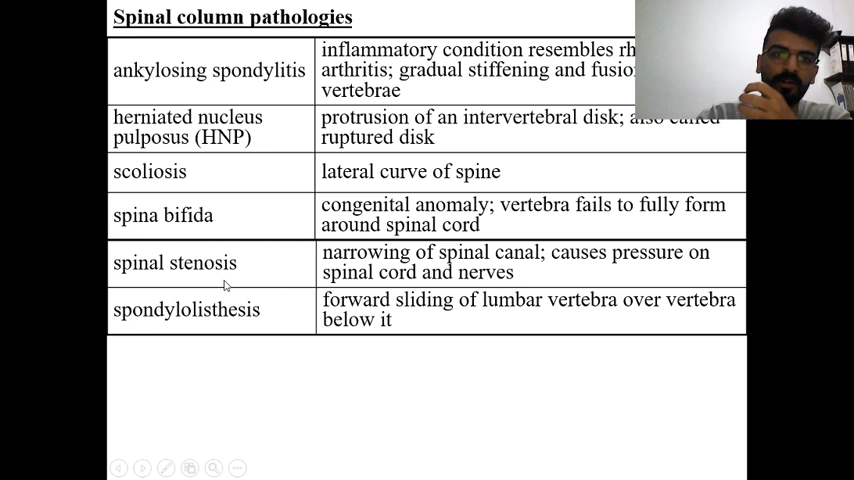 Spinal column pathologies
inflammatory condition resembles
ankylosing spondylitis arthritis; gradual stiffening and
vertebrae
herniated nucleus protrusion of an intervertebral disk;
pulposus (HNP) ruptured disk
scoliosis lateral curve of spine
spina bifida congenital anomaly; vertebra fails to fully form
around spinal cord
spinal stenosis narrowing of spinal canal; causes pressure on
spinal cord and nerves
spondylolisthesis forward sliding of lumbar vertebra over vertebra
below it